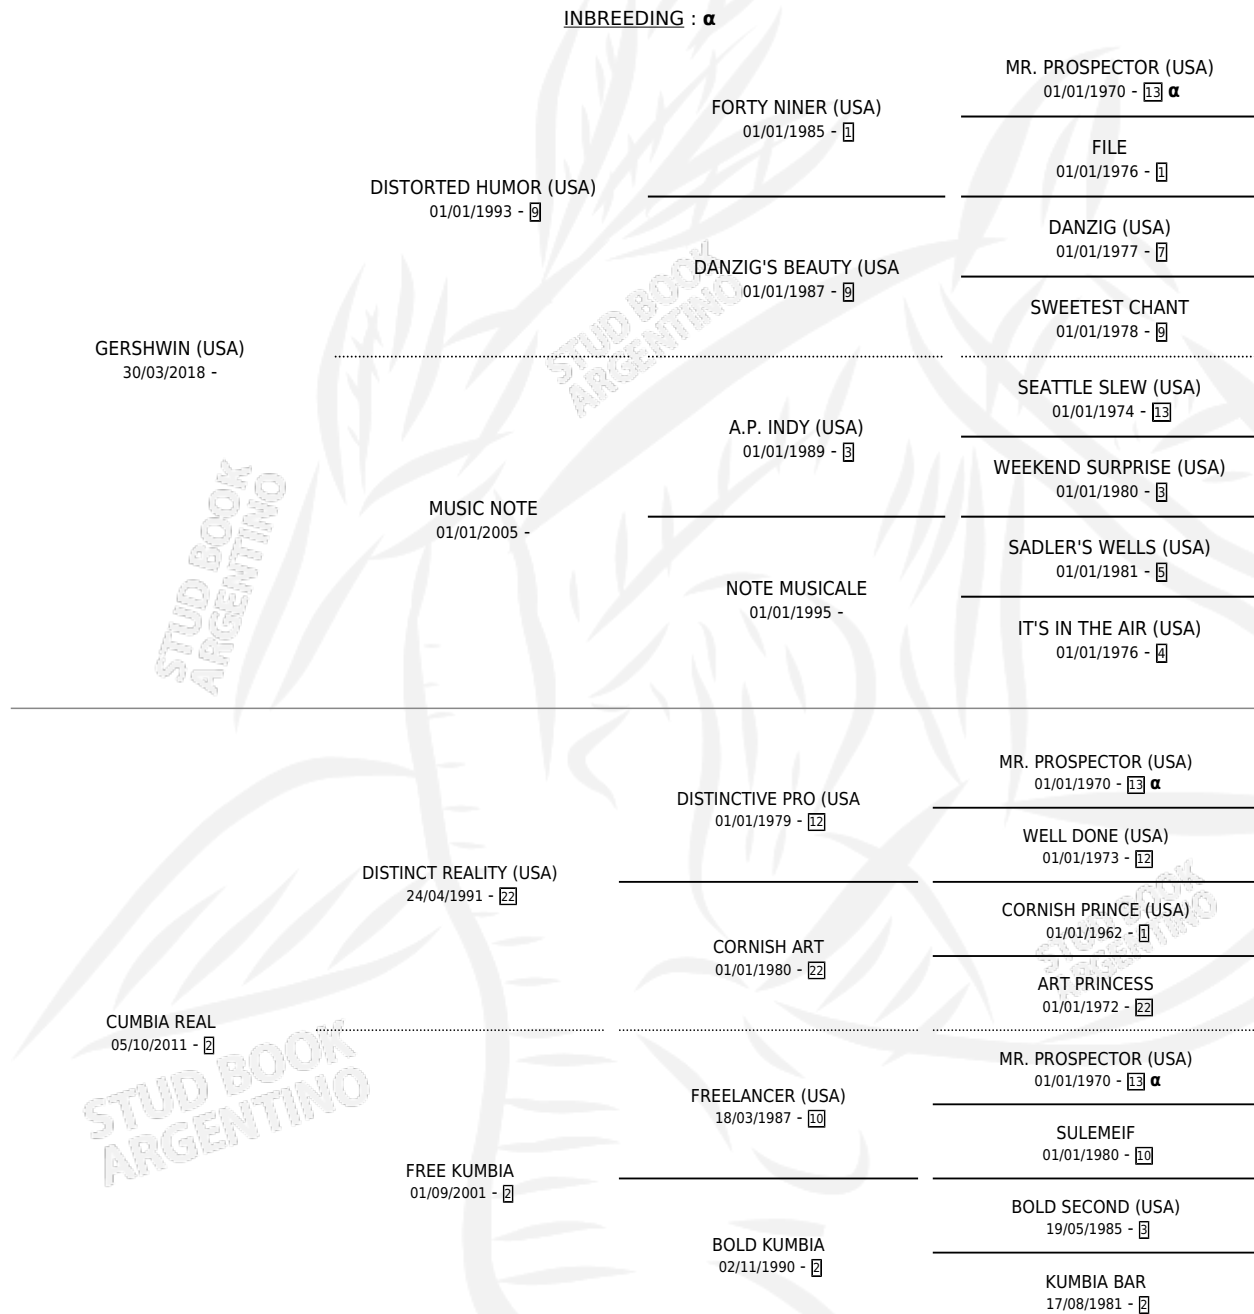 INBREEDING : α
MR. PROSPECTOR (USA)
01/01/1970 - 13 α
FORTY NINER (USA)
01/01/1985 - 1
FILE
01/01/1976 - 1
DISTORTED HUMOR (USA)
01/01/1993 - 9
DANZIG (USA)
01/01/1977 - 7
DANZIG'S BEAUTY (USA
01/01/1987 - 9
SWEETEST CHANT
01/01/1978 - 9
GERSHWIN (USA)
30/03/2018 -
SEATTLE SLEW (USA)
01/01/1974 - 13
A.P. INDY (USA)
01/01/1989 - 3
WEEKEND SURPRISE (USA)
01/01/1980 - 3
MUSIC NOTE
01/01/2005 -
SADLER'S WELLS (USA)
01/01/1981 - 5
NOTE MUSICALE
01/01/1995 -
IT'S IN THE AIR (USA)
01/01/1976 - 4
MR. PROSPECTOR (USA)
01/01/1970 - 13 α
DISTINCTIVE PRO (USA
01/01/1979 - 12
WELL DONE (USA)
01/01/1973 - 12
DISTINCT REALITY (USA)
24/04/1991 - 22
CORNISH PRINCE (USA)
01/01/1962 - 1
CORNISH ART
01/01/1980 - 22
ART PRINCESS
01/01/1972 - 22
CUMBIA REAL
05/10/2011 - 2
MR. PROSPECTOR (USA)
01/01/1970 - 13 α
FREELANCER (USA)
18/03/1987 - 10
SULEMEIF
01/01/1980 - 10
FREE KUMBIA
01/09/2001 - 2
BOLD SECOND (USA)
19/05/1985 - 3
BOLD KUMBIA
02/11/1990 - 2
KUMBIA BAR
17/08/1981 - 2
STUD BOOK
ARGENTINO
STUD BOOK
ARGENTINO
STUD BOOK
ARGENTINO
STUD BOOK
ARGENTINO